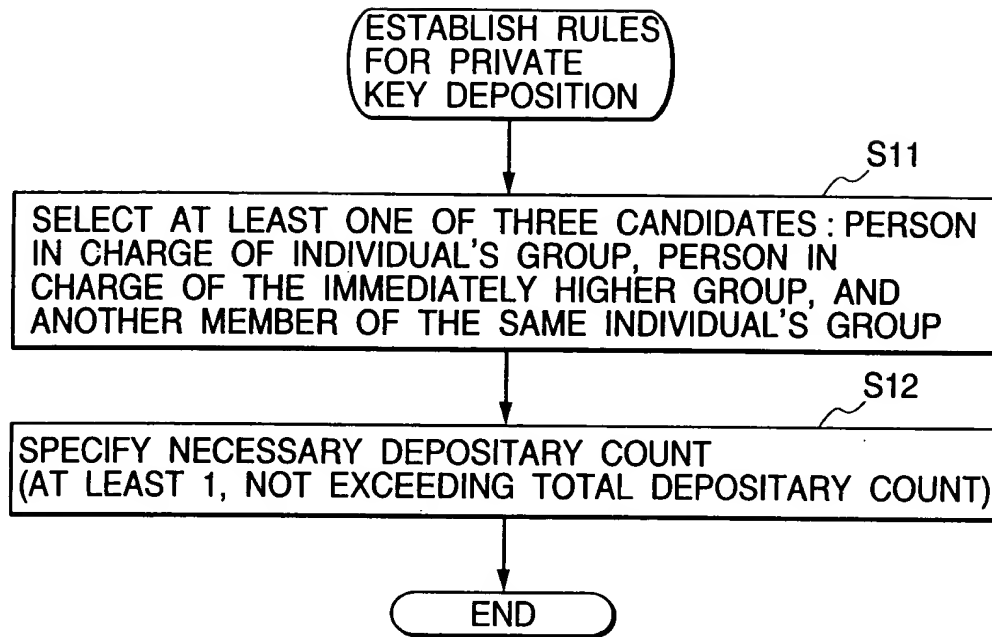 ESTABLISH RULES
FOR PRIVATE
KEY DEPOSITION
S11
SELECT AT LEAST ONE OF THREE CANDIDATES : PERSON
IN CHARGE OF INDIVIDUAL'S GROUP, PERSON IN
CHARGE OF THE IMMEDIATELY HIGHER GROUP, AND
ANOTHER MEMBER OF THE SAME INDIVIDUAL'S GROUP
S12
SPECIFY NECESSARY DEPOSITARY COUNT
(AT LEAST 1, NOT EXCEEDING TOTAL DEPOSITARY COUNT)
END